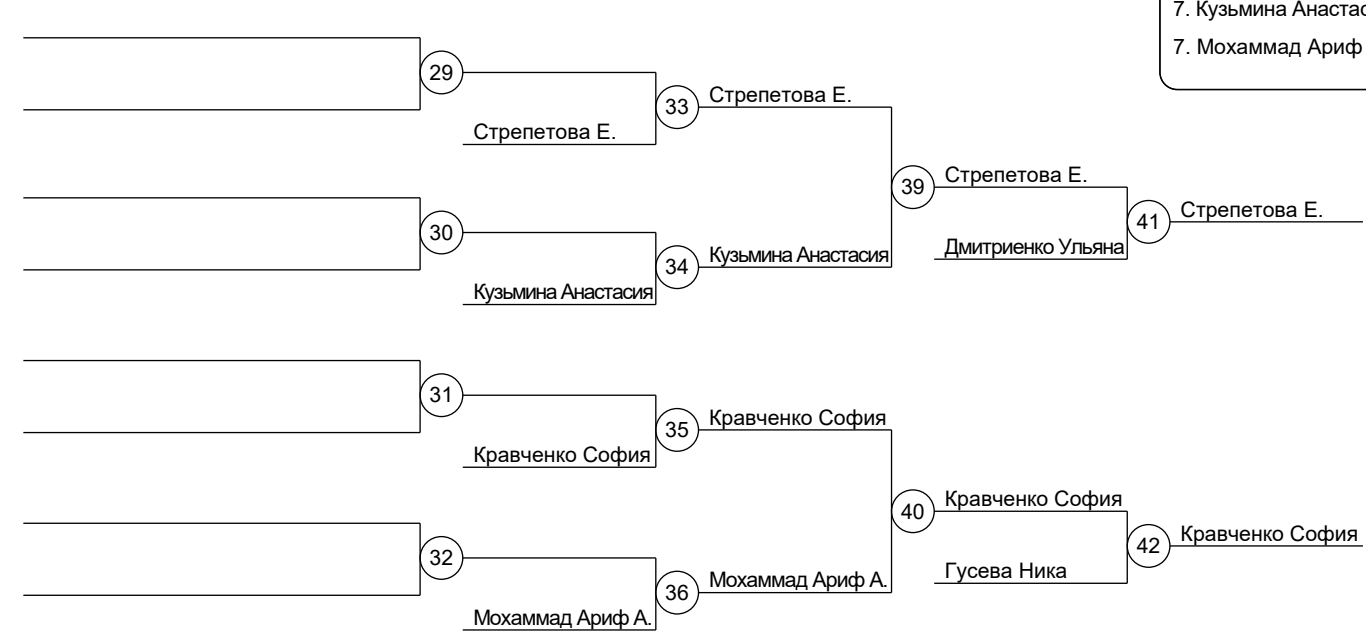 7. Кузьмина Анастас
7. Мохаммад Ариф
29
33
Стрепетова Е.
Стрепетова Е.
39
Стрепетова Е.
41
Стрепетова Е.
30
34
Кузьмина Анастасия
Дмитриенко Ульяна
Кузьмина Анастасия
31
35
Кравченко София
Кравченко София
40
Кравченко София
42
Кравченко София
32
36
Мохаммад Ариф А.
Гусева Ника
Мохаммад Ариф А.